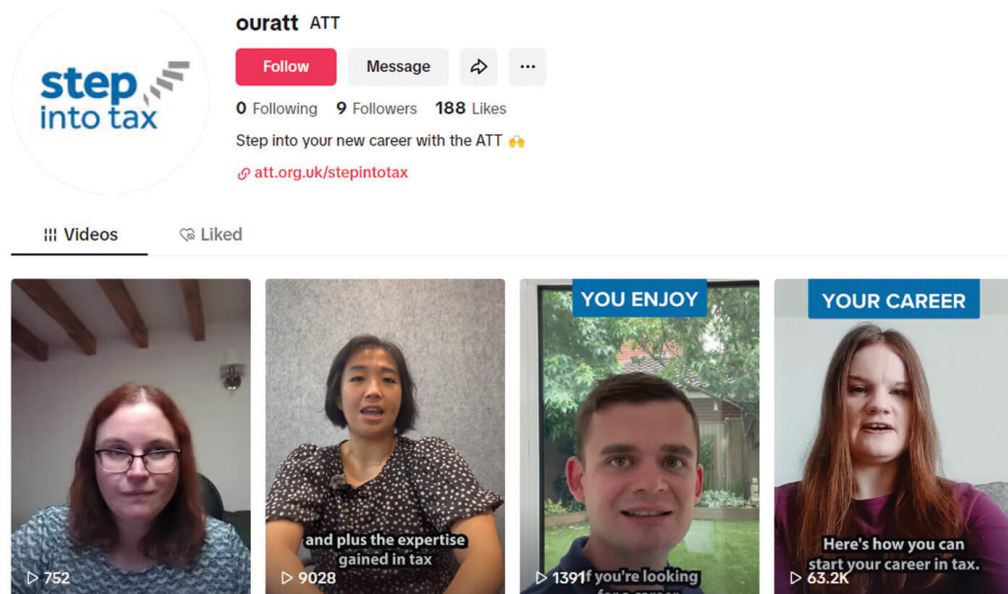 step
into tax
ouratt ATT
Follow Message
0 Following 9 Followers 188 Likes
Step into your new career with the ATT 🙌
att.org.uk/stepintotax
Videos Liked
752
and plus the expertise
gained in tax
9028
YOU ENJOY
1391
If you're looking
for a career
YOUR CAREER
Here's how you can
start your career in tax.
63.2K